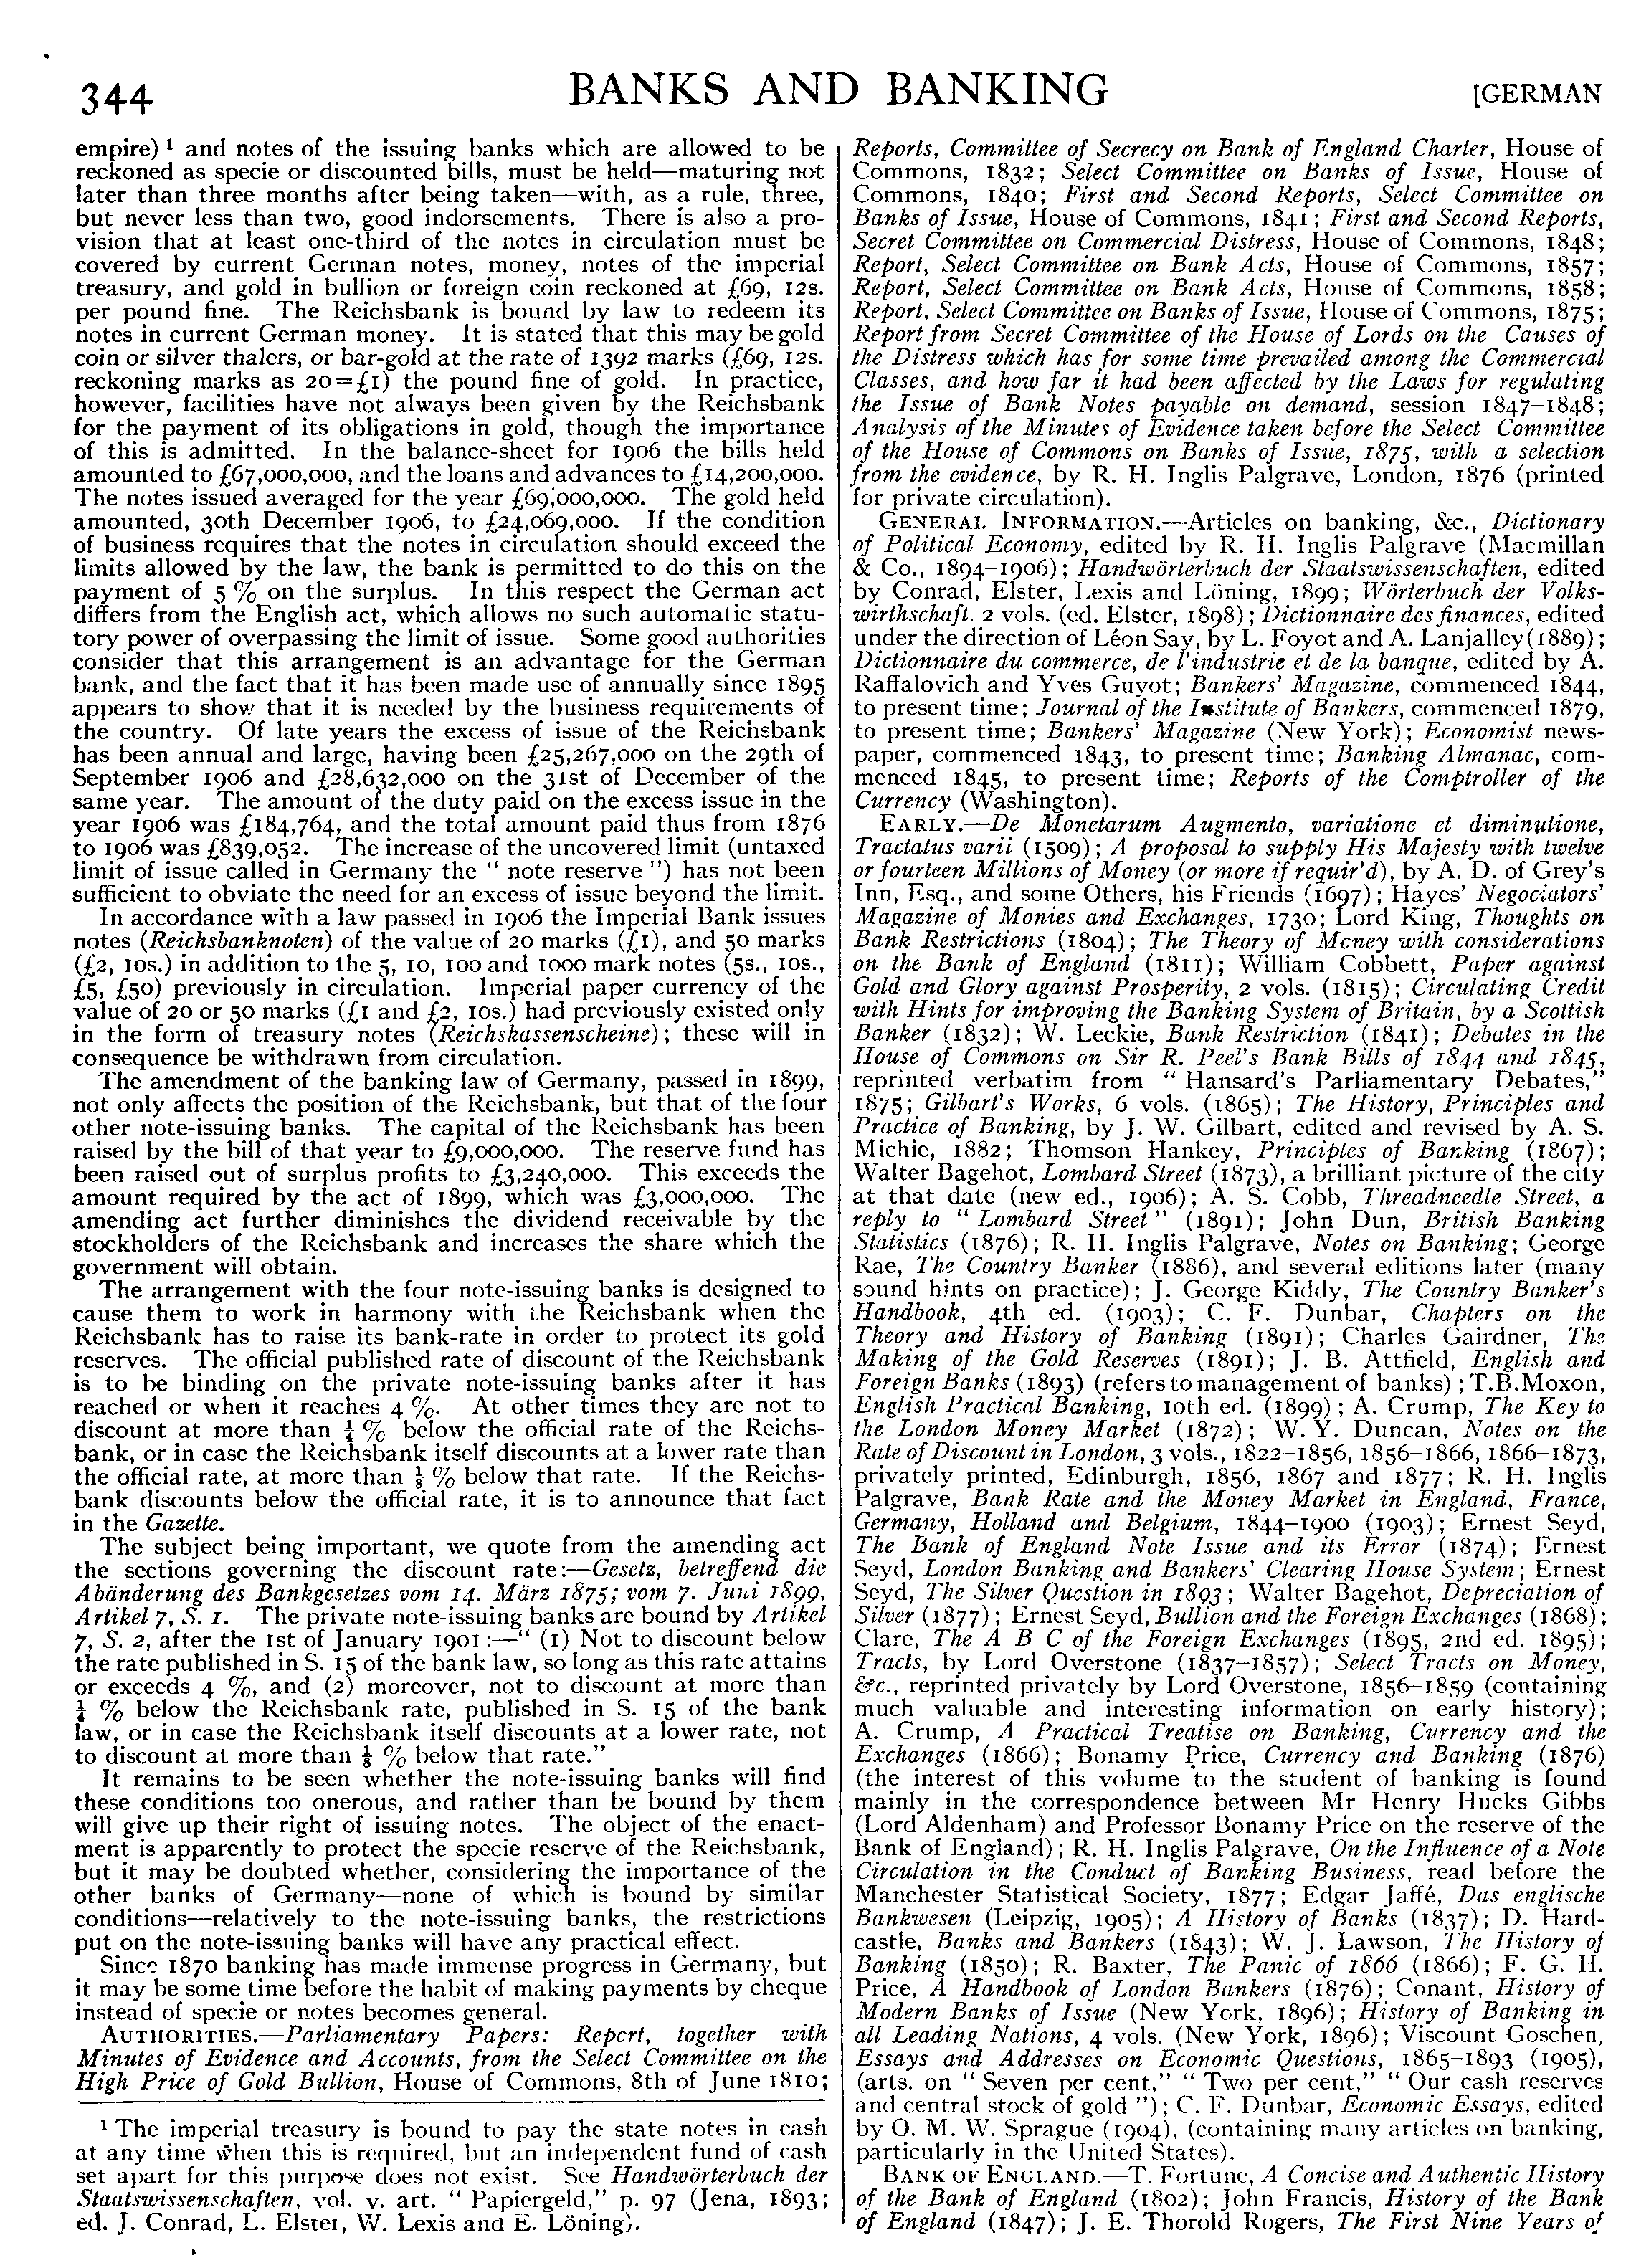 344
BANKS AND BANKING
[GERMAN
empire) ¹ and notes of the issuing banks which are allowed to be
reckoned as specie or discounted bills, must be held—maturing not
later than three months after being taken—with, as a rule, three,
but never less than two, good indorsements. There is also a pro-
vision that at least one-third of the notes in circulation must be
covered by current German notes, money, notes of the imperial
treasury, and gold in bullion or foreign coin reckoned at £69, 12s.
per pound fine. The Reichsbank is bound by law to redeem its
notes in current German money. It is stated that this may be gold
coin or silver thalers, or bar-gold at the rate of 1392 marks (£69, 12s.
reckoning marks as 20=£1) the pound fine of gold. In practice,
however, facilities have not always been given by the Reichsbank
for the payment of its obligations in gold, though the importance
of this is admitted. In the balance-sheet for 1906 the bills held
amounted to £67,000,000, and the loans and advances to £14,200,000.
The notes issued averaged for the year £69,000,000. The gold held
amounted, 30th December 1906, to £24,069,000. If the condition
of business requires that the notes in circulation should exceed the
limits allowed by the law, the bank is permitted to do this on the
payment of 5 % on the surplus. In this respect the German act
differs from the English act, which allows no such automatic statu-
tory power of overpassing the limit of issue. Some good authorities
consider that this arrangement is an advantage for the German
bank, and the fact that it has been made use of annually since 1895
appears to show that it is needed by the business requirements of
the country. Of late years the excess of issue of the Reichsbank
has been annual and large, having been £25,267,000 on the 29th of
September 1906 and £28,632,000 on the 31st of December of the
same year. The amount of the duty paid on the excess issue in the
year 1906 was £184,764, and the total amount paid thus from 1876
to 1906 was £839,052. The increase of the uncovered limit (untaxed
limit of issue called in Germany the " note reserve ") has not been
sufficient to obviate the need for an excess of issue beyond the limit.
In accordance with a law passed in 1906 the Imperial Bank issues
notes (Reichsbanknoten) of the value of 20 marks (£1), and 50 marks
(£2, 10s.) in addition to the 5, 10, 100 and 1000 mark notes (5s., 10s.,
£5, £50) previously in circulation. Imperial paper currency of the
value of 20 or 50 marks (£1 and £2, 10s.) had previously existed only
in the form of treasury notes (Reichskassenscheine); these will in
consequence be withdrawn from circulation.
The amendment of the banking law of Germany, passed in 1899,
not only affects the position of the Reichsbank, but that of the four
other note-issuing banks. The capital of the Reichsbank has been
raised by the bill of that year to £9,000,000. The reserve fund has
been raised out of surplus profits to £3,240,000. This exceeds the
amount required by the act of 1899, which was £3,000,000. The
amending act further diminishes the dividend receivable by the
stockholders of the Reichsbank and increases the share which the
government will obtain.
The arrangement with the four note-issuing banks is designed to
cause them to work in harmony with the Reichsbank when the
Reichsbank has to raise its bank-rate in order to protect its gold
reserves. The official published rate of discount of the Reichsbank
is to be binding on the private note-issuing banks after it has
reached or when it reaches 4 %. At other times they are not to
discount at more than ¼ % below the official rate of the Reichs-
bank, or in case the Reichsbank itself discounts at a lower rate than
the official rate, at more than ⅛ % below that rate. If the Reichs-
bank discounts below the official rate, it is to announce that fact
in the Gazette.
The subject being important, we quote from the amending act
the sections governing the discount rate:—Gesetz, betreffend die
Abänderung des Bankgesetzes vom 14. März 1875; vom 7. Juni 1899,
Artikel 7, S. 1. The private note-issuing banks are bound by Artikel
7, S. 2, after the 1st of January 1901:—" (1) Not to discount below
the rate published in S. 15 of the bank law, so long as this rate attains
or exceeds 4 %, and (2) moreover, not to discount at more than
¼ % below the Reichsbank rate, published in S. 15 of the bank
law, or in case the Reichsbank itself discounts at a lower rate, not
to discount at more than ⅛ % below that rate."
It remains to be seen whether the note-issuing banks will find
these conditions too onerous, and rather than be bound by them
will give up their right of issuing notes. The object of the enact-
ment is apparently to protect the specie reserve of the Reichsbank,
but it may be doubted whether, considering the importance of the
other banks of Germany—none of which is bound by similar
conditions—relatively to the note-issuing banks, the restrictions
put on the note-issuing banks will have any practical effect.
Since 1870 banking has made immense progress in Germany, but
it may be some time before the habit of making payments by cheque
instead of specie or notes becomes general.
AUTHORITIES.—Parliamentary Papers: Report, together with
Minutes of Evidence and Accounts, from the Select Committee on the
High Price of Gold Bullion, House of Commons, 8th of June 1810;
¹ The imperial treasury is bound to pay the state notes in cash
at any time when this is required, but an independent fund of cash
set apart for this purpose does not exist. See Handwörterbuch der
Staatswissenschaften, vol. v. art. " Papiergeld," p. 97 (Jena, 1893;
ed. J. Conrad, L. Elster, W. Lexis and E. Löning).
Reports, Committee of Secrecy on Bank of England Charter, House of
Commons, 1832; Select Committee on Banks of Issue, House of
Commons, 1840; First and Second Reports, Select Committee on
Banks of Issue, House of Commons, 1841; First and Second Reports,
Secret Committee on Commercial Distress, House of Commons, 1848;
Report, Select Committee on Bank Acts, House of Commons, 1857;
Report, Select Committee on Bank Acts, House of Commons, 1858;
Report, Select Committee on Banks of Issue, House of Commons, 1875;
Report from Secret Committee of the House of Lords on the Causes of
the Distress which has for some time prevailed among the Commercial
Classes, and how far it had been affected by the Laws for regulating
the Issue of Bank Notes payable on demand, session 1847–1848;
Analysis of the Minutes of Evidence taken before the Select Committee
of the House of Commons on Banks of Issue, 1875, with a selection
from the evidence, by R. H. Inglis Palgrave, London, 1876 (printed
for private circulation).
GENERAL INFORMATION.—Articles on banking, &c., Dictionary
of Political Economy, edited by R. H. Inglis Palgrave (Macmillan
& Co., 1894–1906); Handwörterbuch der Staatswissenschaften, edited
by Conrad, Elster, Lexis and Löning, 1899; Wörterbuch der Volks-
wirthschaft. 2 vols. (ed. Elster, 1898); Dictionnaire des finances, edited
under the direction of Léon Say, by L. Foyot and A. Lanjalley (1889);
Dictionnaire du commerce, de l'industrie et de la banque, edited by A.
Raffalovich and Yves Guyot; Bankers' Magazine, commenced 1844,
to present time; Journal of the Institute of Bankers, commenced 1879,
to present time; Bankers' Magazine (New York); Economist news-
paper, commenced 1843, to present time; Banking Almanac, com-
menced 1845, to present time; Reports of the Comptroller of the
Currency (Washington).
EARLY.—De Monetarum Augmento, variatione et diminutione,
Tractatus varii (1509); A proposal to supply His Majesty with twelve
or fourteen Millions of Money (or more if requir'd), by A. D. of Grey's
Inn, Esq., and some Others, his Friends (1697); Hayes' Negociators'
Magazine of Monies and Exchanges, 1730; Lord King, Thoughts on
Bank Restrictions (1804); The Theory of Money with considerations
on the Bank of England (1811); William Cobbett, Paper against
Gold and Glory against Prosperity, 2 vols. (1815); Circulating Credit
with Hints for improving the Banking System of Britain, by a Scottish
Banker (1832); W. Leckie, Bank Restriction (1841); Debates in the
House of Commons on Sir R. Peel's Bank Bills of 1844 and 1845,
reprinted verbatim from " Hansard's Parliamentary Debates,"
1875; Gilbart's Works, 6 vols. (1865); The History, Principles and
Practice of Banking, by J. W. Gilbart, edited and revised by A. S.
Michie, 1882; Thomson Hankey, Principles of Banking (1867);
Walter Bagehot, Lombard Street (1873), a brilliant picture of the city
at that date (new ed., 1906); A. S. Cobb, Threadneedle Street, a
reply to " Lombard Street " (1891); John Dun, British Banking
Statistics (1876); R. H. Inglis Palgrave, Notes on Banking; George
Rae, The Country Banker (1886), and several editions later (many
sound hints on practice); J. George Kiddy, The Country Banker's
Handbook, 4th ed. (1903); C. F. Dunbar, Chapters on the
Theory and History of Banking (1891); Charles Gairdner, The
Making of the Gold Reserves (1891); J. B. Attfield, English and
Foreign Banks (1893) (refers to management of banks); T.B.Moxon,
English Practical Banking, 10th ed. (1899); A. Crump, The Key to
the London Money Market (1872); W. Y. Duncan, Notes on the
Rate of Discount in London, 3 vols., 1822–1856, 1856–1866, 1866–1873,
privately printed, Edinburgh, 1856, 1867 and 1877; R. H. Inglis
Palgrave, Bank Rate and the Money Market in England, France,
Germany, Holland and Belgium, 1844–1900 (1903); Ernest Seyd,
The Bank of England Note Issue and its Error (1874); Ernest
Seyd, London Banking and Bankers' Clearing House System; Ernest
Seyd, The Silver Question in 1893; Walter Bagehot, Depreciation of
Silver (1877); Ernest Seyd, Bullion and the Foreign Exchanges (1868);
Clare, The A B C of the Foreign Exchanges (1895, 2nd ed. 1895);
Tracts, by Lord Overstone (1837–1857); Select Tracts on Money,
&c., reprinted privately by Lord Overstone, 1856–1859 (containing
much valuable and interesting information on early history);
A. Crump, A Practical Treatise on Banking, Currency and the
Exchanges (1866); Bonamy Price, Currency and Banking (1876)
(the interest of this volume to the student of banking is found
mainly in the correspondence between Mr Henry Hucks Gibbs
(Lord Aldenham) and Professor Bonamy Price on the reserve of the
Bank of England); R. H. Inglis Palgrave, On the Influence of a Note
Circulation in the Conduct of Banking Business, read before the
Manchester Statistical Society, 1877; Edgar Jaffé, Das englische
Bankwesen (Leipzig, 1905); A History of Banks (1837); D. Hard-
castle, Banks and Bankers (1843); W. J. Lawson, The History of
Banking (1850); R. Baxter, The Panic of 1866 (1866); F. G. H.
Price, A Handbook of London Bankers (1876); Conant, History of
Modern Banks of Issue (New York, 1896); History of Banking in
all Leading Nations, 4 vols. (New York, 1896); Viscount Goschen,
Essays and Addresses on Economic Questions, 1865–1893 (1905),
(arts. on " Seven per cent," " Two per cent," " Our cash reserves
and central stock of gold "); C. F. Dunbar, Economic Essays, edited
by O. M. W. Sprague (1904), (containing many articles on banking,
particularly in the United States).
BANK OF ENGLAND.—T. Fortune, A Concise and Authentic History
of the Bank of England (1802); John Francis, History of the Bank
of England (1847); J. E. Thorold Rogers, The First Nine Years of